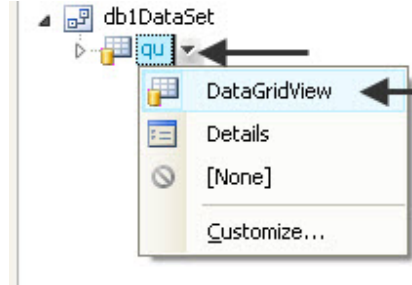 db1DataSet
qu
DataGridView
Details
[None]
Customize...